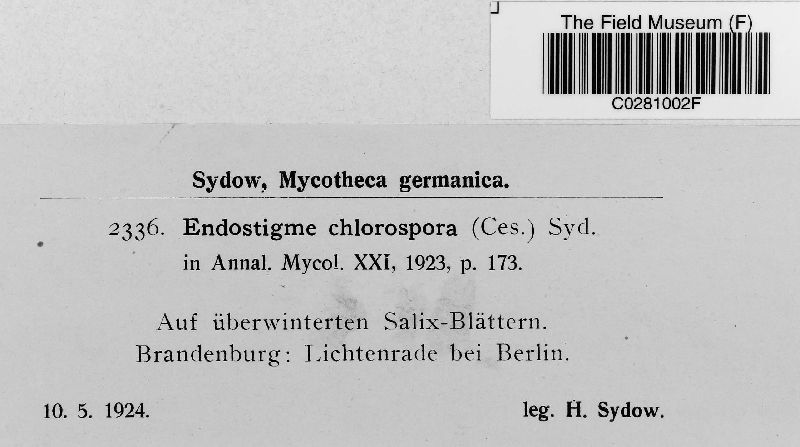 The Field Museum (F)
C0281002F
Sydow, Mycotheca germanica.
2336. Endostigme chlorospora (Ces.) Syd.
in Annal. Mycol. XXI, 1923, p. 173.
Auf überwinterten Salix-Blättern.
Brandenburg: Lichtenrade bei Berlin.
10. 5. 1924. leg. H. Sydow.